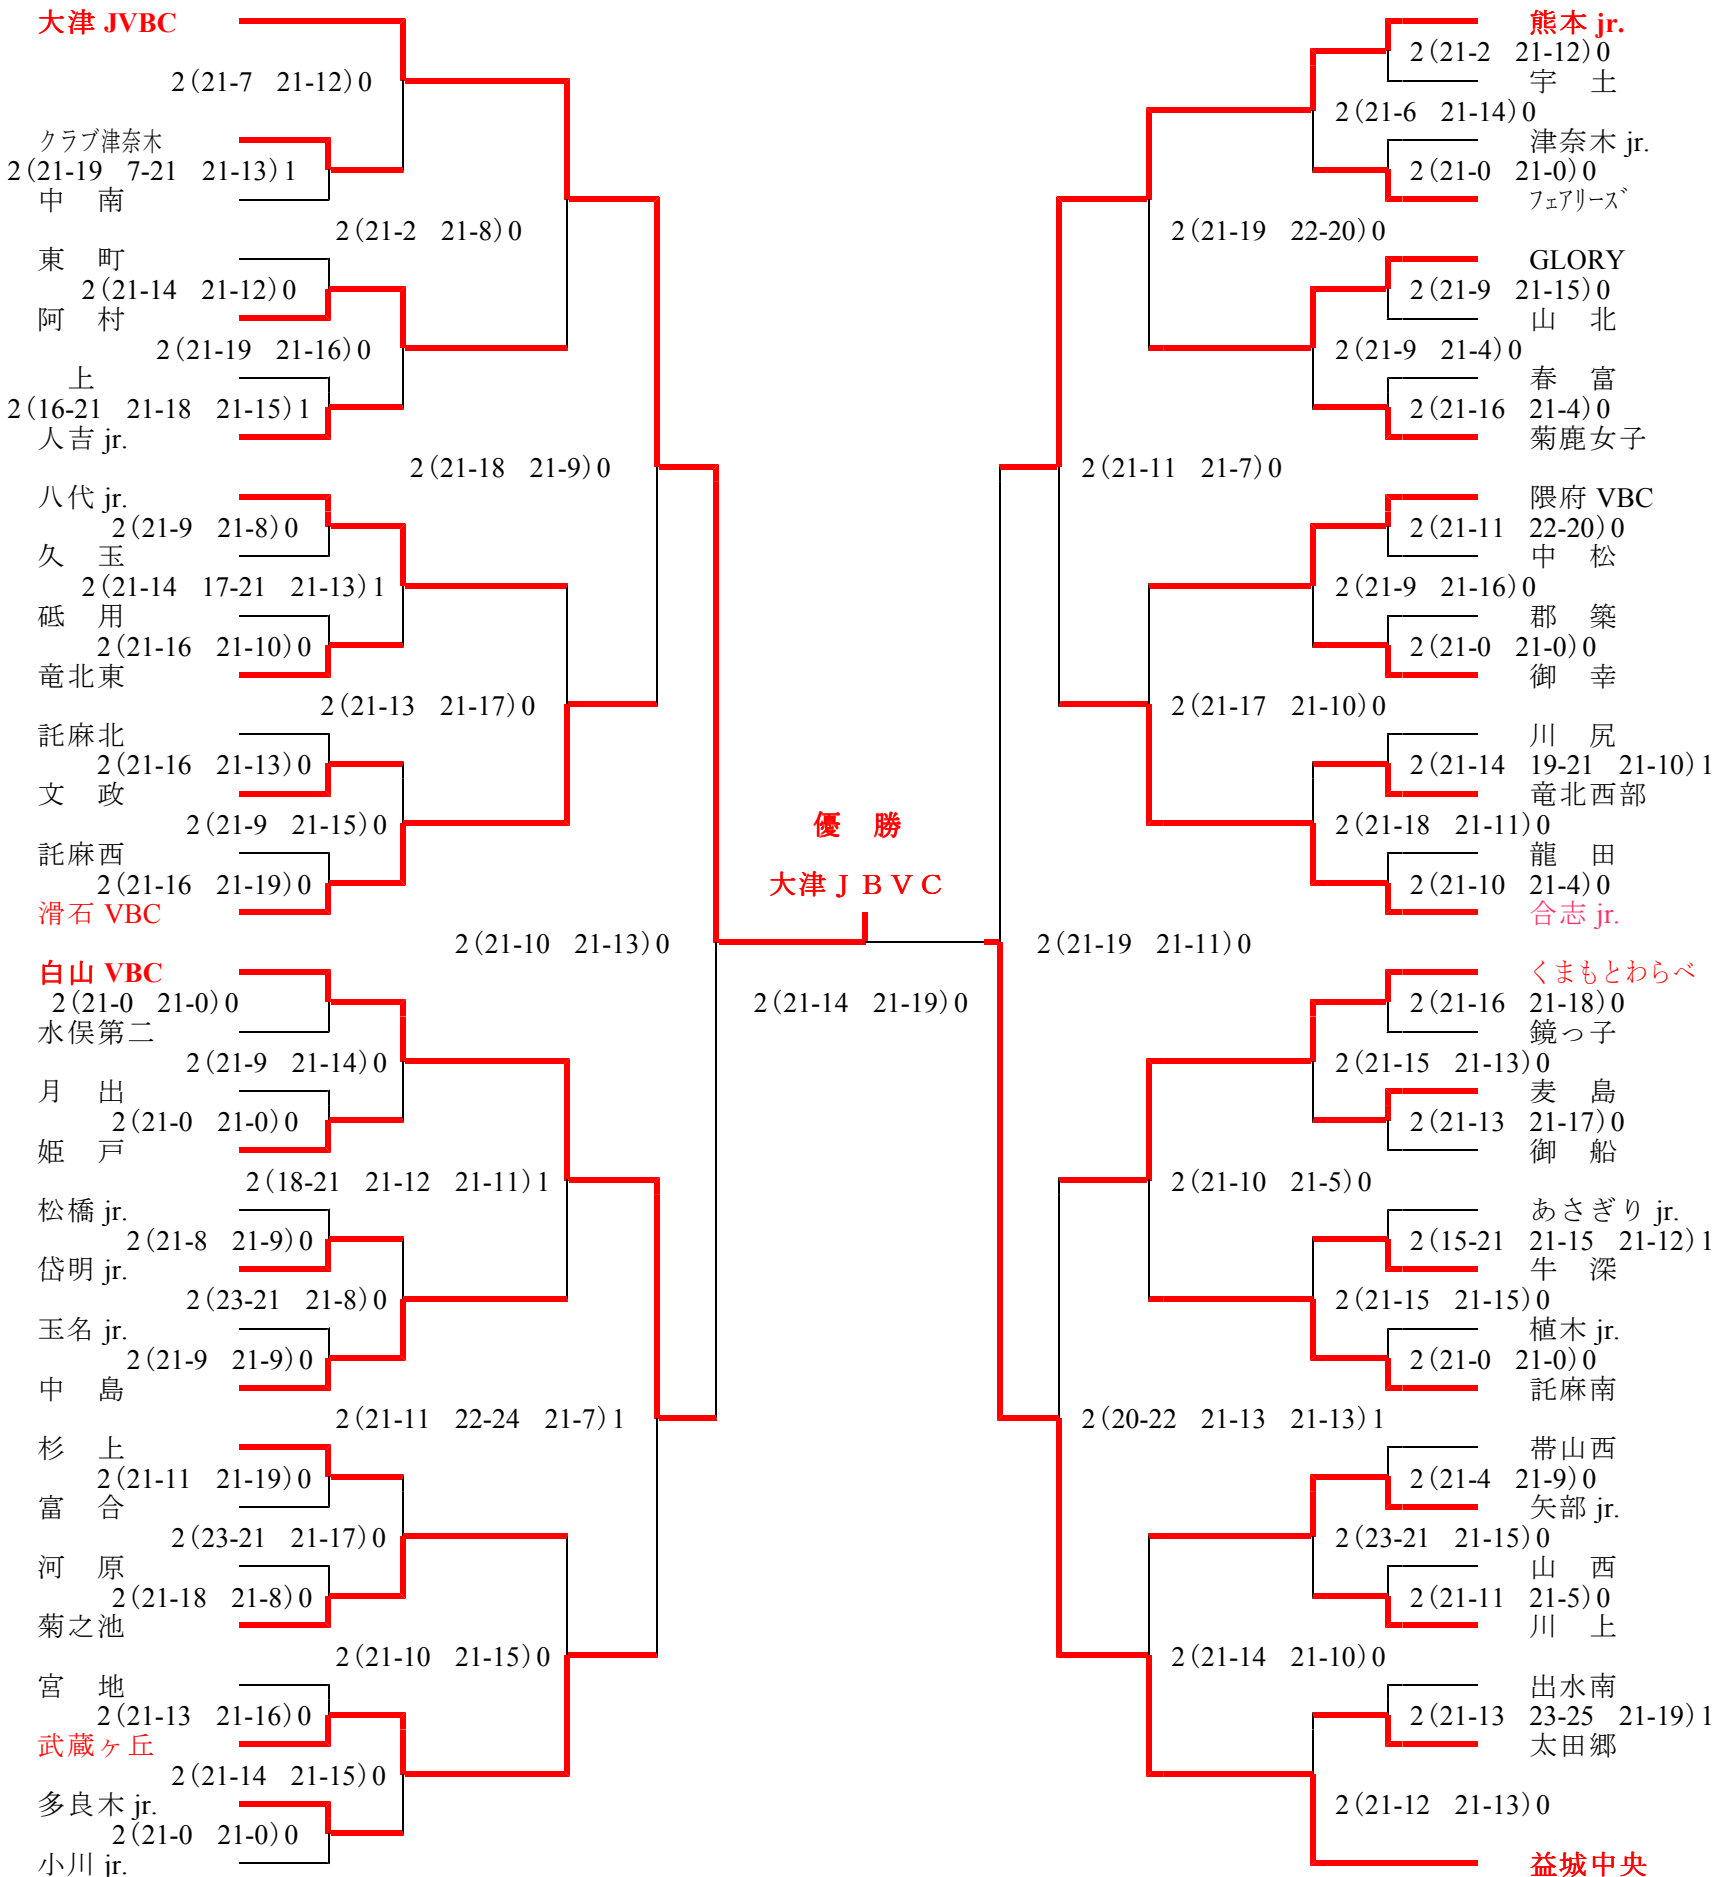 大津 JVBC
2(21-7 21-12)0
クラブ津奈木
2(21-19 7-21 21-13)1
中 南
2(21-2 21-8)0
東 町
2(21-14 21-12)0
阿 村
2(21-19 21-16)0
上
2(16-21 21-18 21-15)1
人吉 jr.
2(21-18 21-9)0
八代 jr.
2(21-9 21-8)0
久 玉
2(21-14 17-21 21-13)1
砥 用
2(21-16 21-10)0
竜北東
2(21-13 21-17)0
託麻北
2(21-16 21-13)0
文 政
2(21-9 21-15)0
託麻西
2(21-16 21-19)0
滑石 VBC
2(21-10 21-13)0
白山 VBC
2(21-0 21-0)0
水俣第二
2(21-9 21-14)0
月 出
2(21-0 21-0)0
姫 戸
2(18-21 21-12 21-11)1
松橋 jr.
2(21-8 21-9)0
岱明 jr.
2(23-21 21-8)0
玉名 jr.
2(21-9 21-9)0
中 島
2(21-11 22-24 21-7)1
杉 上
2(21-11 21-19)0
富 合
2(23-21 21-17)0
河 原
2(21-18 21-8)0
菊之池
2(21-10 21-15)0
宮 地
2(21-13 21-16)0
武蔵ヶ丘
2(21-14 21-15)0
多良木 jr.
2(21-0 21-0)0
小川 jr.
優 勝
大津ＪＢＶＣ
2(21-14 21-19)0
熊本 jr.
2(21-2 21-12)0
宇 土
2(21-6 21-14)0
津奈木 jr.
2(21-0 21-0)0
フェアリーズ
2(21-19 22-20)0
GLORY
2(21-9 21-15)0
山 北
2(21-9 21-4)0
春 富
2(21-16 21-4)0
菊鹿女子
2(21-11 21-7)0
隈府 VBC
2(21-11 22-20)0
中 松
2(21-9 21-16)0
郡 築
2(21-0 21-0)0
御 幸
2(21-17 21-10)0
川 尻
2(21-14 19-21 21-10)1
竜北西部
2(21-18 21-11)0
龍 田
2(21-10 21-4)0
合志 jr.
2(21-19 21-11)0
くまもとわらべ
2(21-16 21-18)0
鏡っ子
2(21-15 21-13)0
麦 島
2(21-13 21-17)0
御 船
2(21-10 21-5)0
あさぎり jr.
2(15-21 21-15 21-12)1
牛 深
2(21-15 21-15)0
植木 jr.
2(21-0 21-0)0
託麻南
2(20-22 21-13 21-13)1
帯山西
2(21-4 21-9)0
矢部 jr.
2(23-21 21-15)0
山 西
2(21-11 21-5)0
川 上
2(21-14 21-10)0
出水南
2(21-13 23-25 21-19)1
太田郷
2(21-12 21-13)0
益城中央